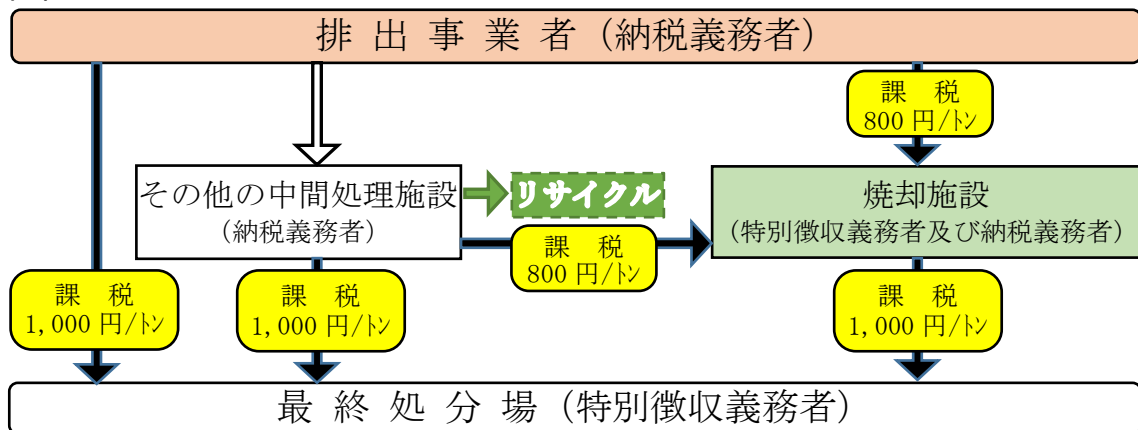 排出事業者（納税義務者）
課　税
800 円/㌧
その他の中間処理施設
（納税義務者）
リサイクル
焼却施設
（特別徴収義務者及び納税義務者）
課　税
800 円/㌧
課　税
1,000 円/㌧
課　税
1,000 円/㌧
課　税
1,000 円/㌧
最終処分場（特別徴収義務者）